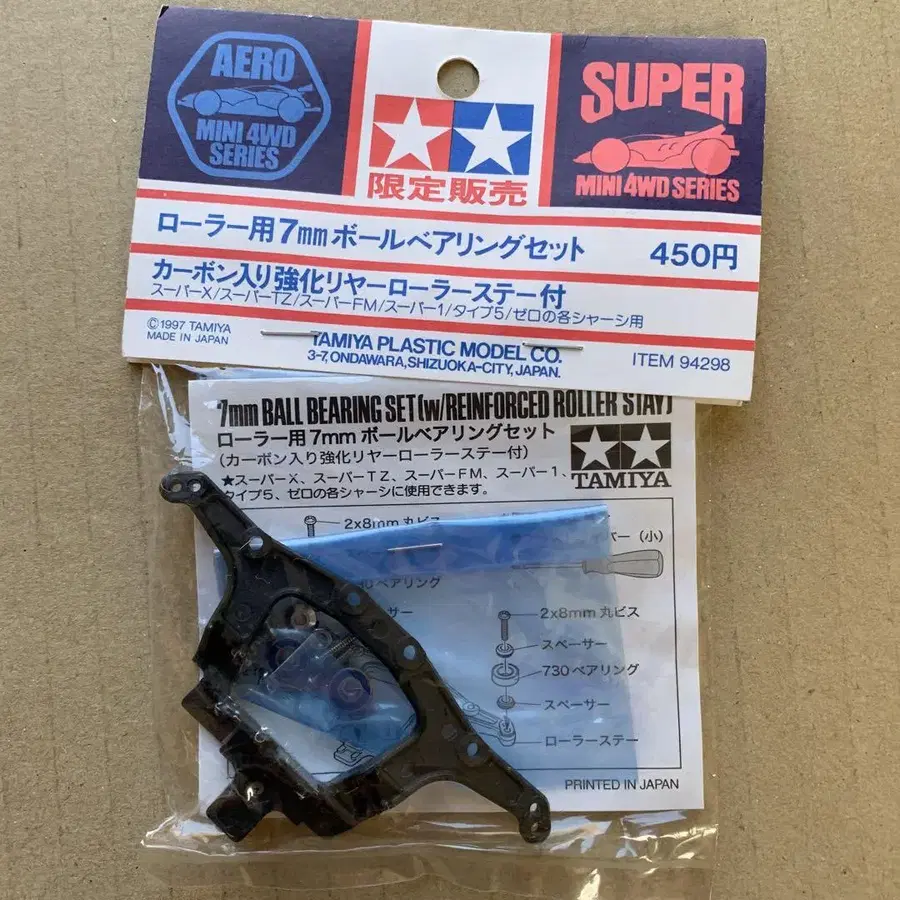 AERO
MINI 4WD
SERIES
限定販売
SUPER
MINI 4WD SERIES
ローラー用7mmボールベアリングセット 450円
カーボン入り強化リヤーローラーステー付
スーパーX/スーパーTZ/スーパーFM/スーパー1/タイプ5/ゼロの各シャーシ用
©1997 TAMIYA
MADE IN JAPAN
TAMIYA PLASTIC MODEL CO.
3-7, ONDAWARA, SHIZUOKA-CITY, JAPAN.
ITEM 94298
7mm BALL BEARING SET (w/REINFORCED ROLLER STAY)
ローラー用7mmボールベアリングセット
(カーボン入り強化リヤーローラーステー付)
TAMIYA
★スーパーX、スーパーTZ、スーパーFM、スーパー1、
タイプ5、ゼロの各シャーシに使用できます。
2x8mm 丸ビス
(小)
ベアリング
ーサー
2x8mm 丸ビス
スペーサー
730ベアリング
スペーサー
ローラーステー
PRINTED IN JAPAN